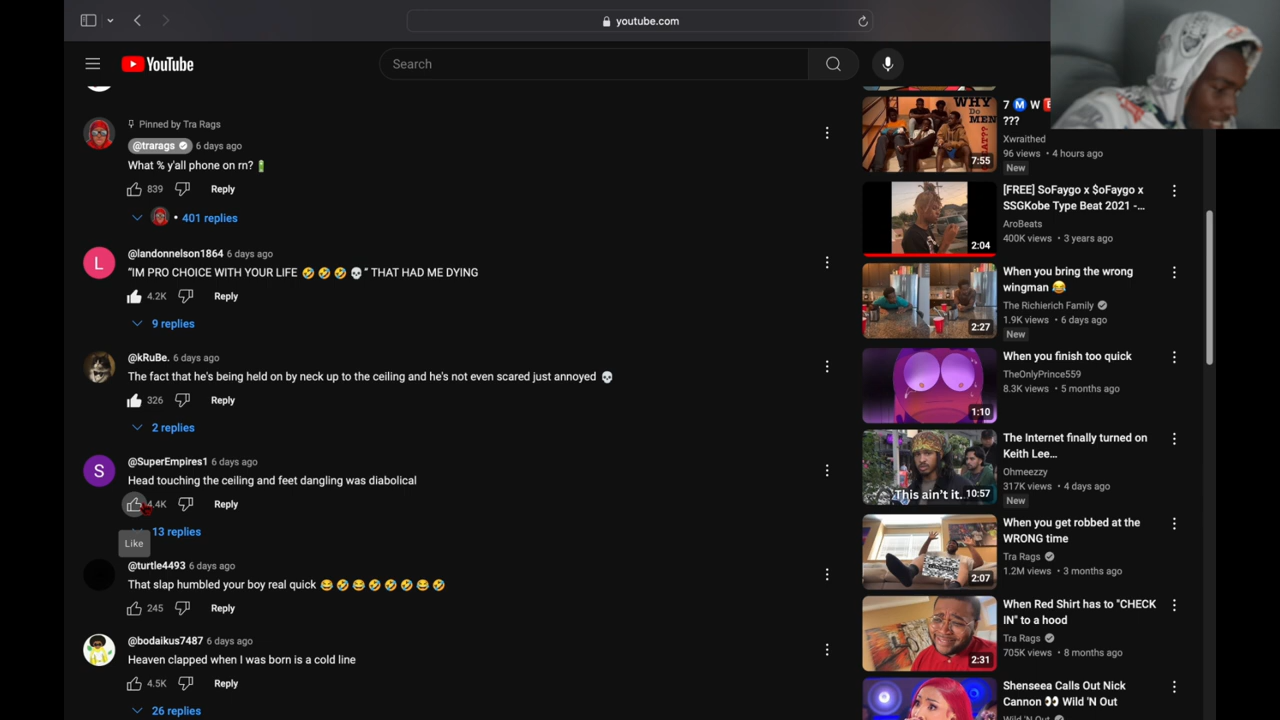 youtube.com
YouTube
Search
Pinned by Tra Rags
@trarags 6 days ago
What % y'all phone on rn? 🔋
839 Reply
401 replies
@landonnelson1864 6 days ago
“IM PRO CHOICE WITH YOUR LIFE 🤣🤣🤣💀” THAT HAD ME DYING
4.2K Reply
9 replies
@kRuBe. 6 days ago
The fact that he's being held on by neck up to the ceiling and he's not even scared just annoyed 💀
326 Reply
2 replies
@SuperEmpires1 6 days ago
Head touching the ceiling and feet dangling was diabolical
4.4K Reply
13 replies
Like
@turtle4493 6 days ago
That slap humbled your boy real quick 😂🤣😂🤣🤣🤣😂🤣
245 Reply
@bodaikus7487 6 days ago
Heaven clapped when I was born is a cold line
4.5K Reply
26 replies
WHY
DO
MEN
7:55
7 Ⓜ️ W
???
Xwraithed
96 views • 4 hours ago
New
2:04
[FREE] SoFaygo x $oFaygo x
SSGKobe Type Beat 2021 -...
AroBeats
400K views • 3 years ago
2:27
When you bring the wrong
wingman 😂
The Richierich Family
1.9K views • 6 days ago
New
1:10
When you finish too quick
TheOnlyPrince559
8.3K views • 5 months ago
This ain't it. 10:57
The Internet finally turned on
Keith Lee...
Ohmeezzy
317K views • 4 days ago
New
2:07
When you get robbed at the
WRONG time
Tra Rags
1.2M views • 3 months ago
2:31
When Red Shirt has to "CHECK
IN" to a hood
Tra Rags
705K views • 8 months ago
Shenseea Calls Out Nick
Cannon 👀 Wild 'N Out
Wild 'N Out
L
S